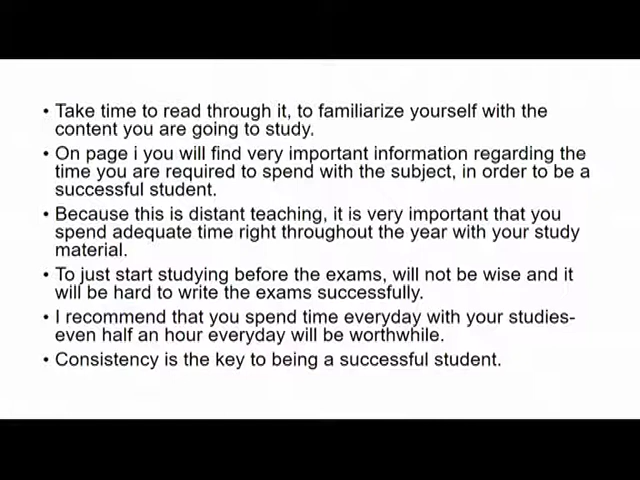 • Take time to read through it, to familiarize yourself with the
content you are going to study.
• On page i you will find very important information regarding the
time you are required to spend with the subject, in order to be a
successful student.
• Because this is distant teaching, it is very important that you
spend adequate time right throughout the year with your study
material.
• To just start studying before the exams, will not be wise and it
will be hard to write the exams successfully.
• I recommend that you spend time everyday with your studies-
even half an hour everyday will be worthwhile.
• Consistency is the key to being a successful student.